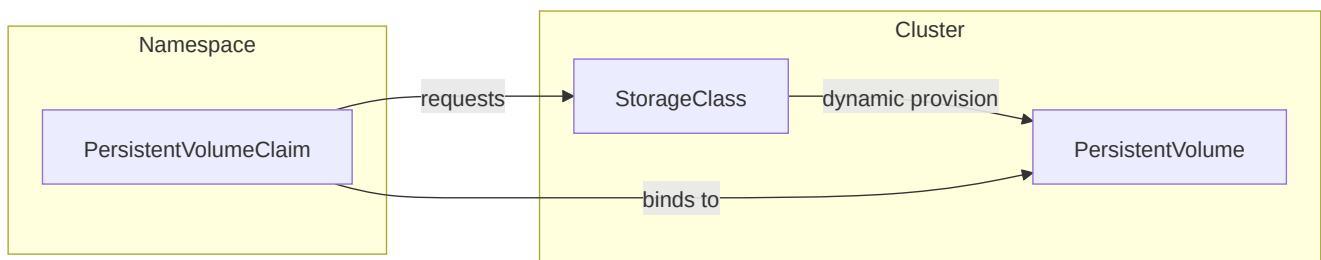 Namespace
PersistentVolumeClaim
requests
Cluster
StorageClass
dynamic provision
PersistentVolume
binds to